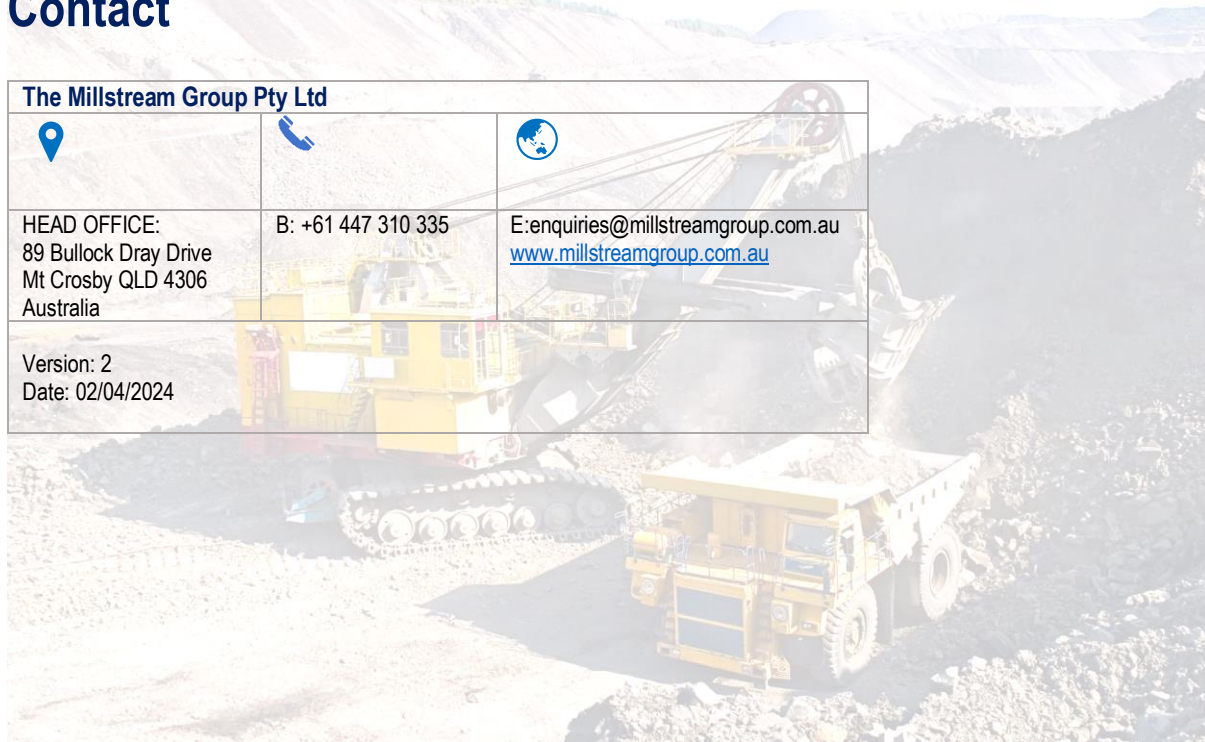 Contact
The Millstream Group Pty Ltd
HEAD OFFICE:
89 Bullock Dray Drive
Mt Crosby QLD 4306
Australia
B: +61 447 310 335
E:enquiries@millstreamgroup.com.au
www.millstreamgroup.com.au
Version: 2
Date: 02/04/2024